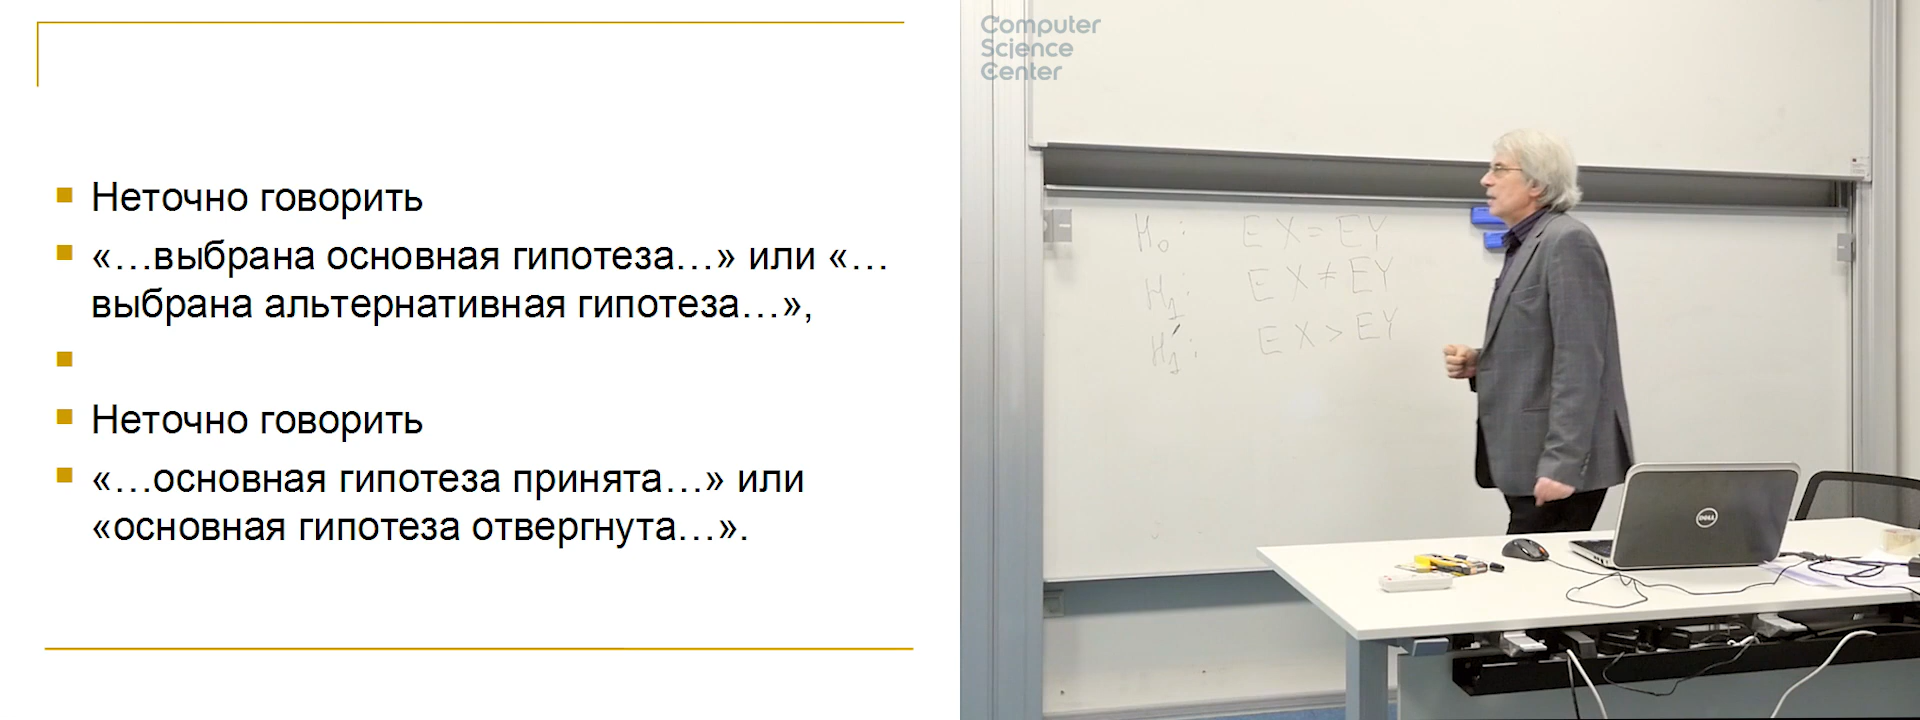 Неточно говорить
«…выбрана основная гипотеза…» или «…
выбрана альтернативная гипотеза…»,
Неточно говорить
«…основная гипотеза принята…» или
«основная гипотеза отвергнута…».
Computer
Science
Center
H₀: EX = EY
H₁: EX ≠ EY
H₁': EX > EY
DELL